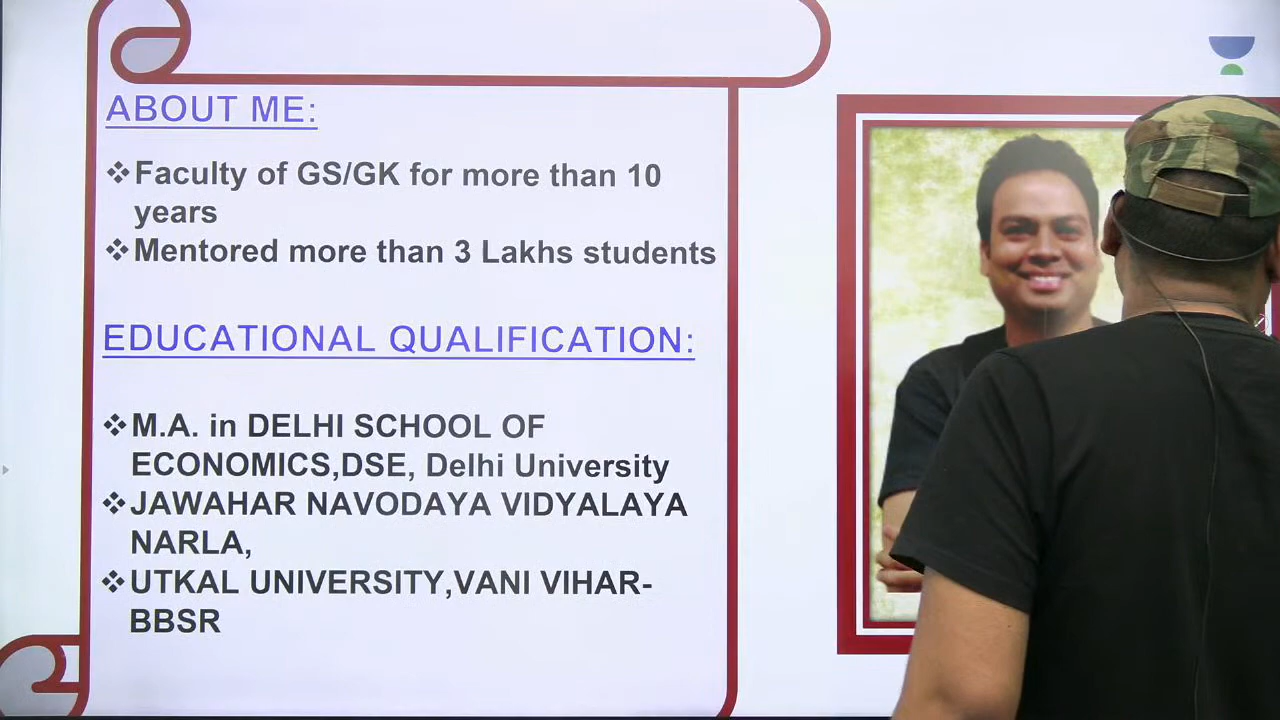 ABOUT ME:
❖Faculty of GS/GK for more than 10
years
❖Mentored more than 3 Lakhs students
EDUCATIONAL QUALIFICATION:
❖M.A. in DELHI SCHOOL OF
ECONOMICS,DSE, Delhi University
❖JAWAHAR NAVODAYA VIDYALAYA
NARLA,
❖UTKAL UNIVERSITY,VANI VIHAR-
BBSR